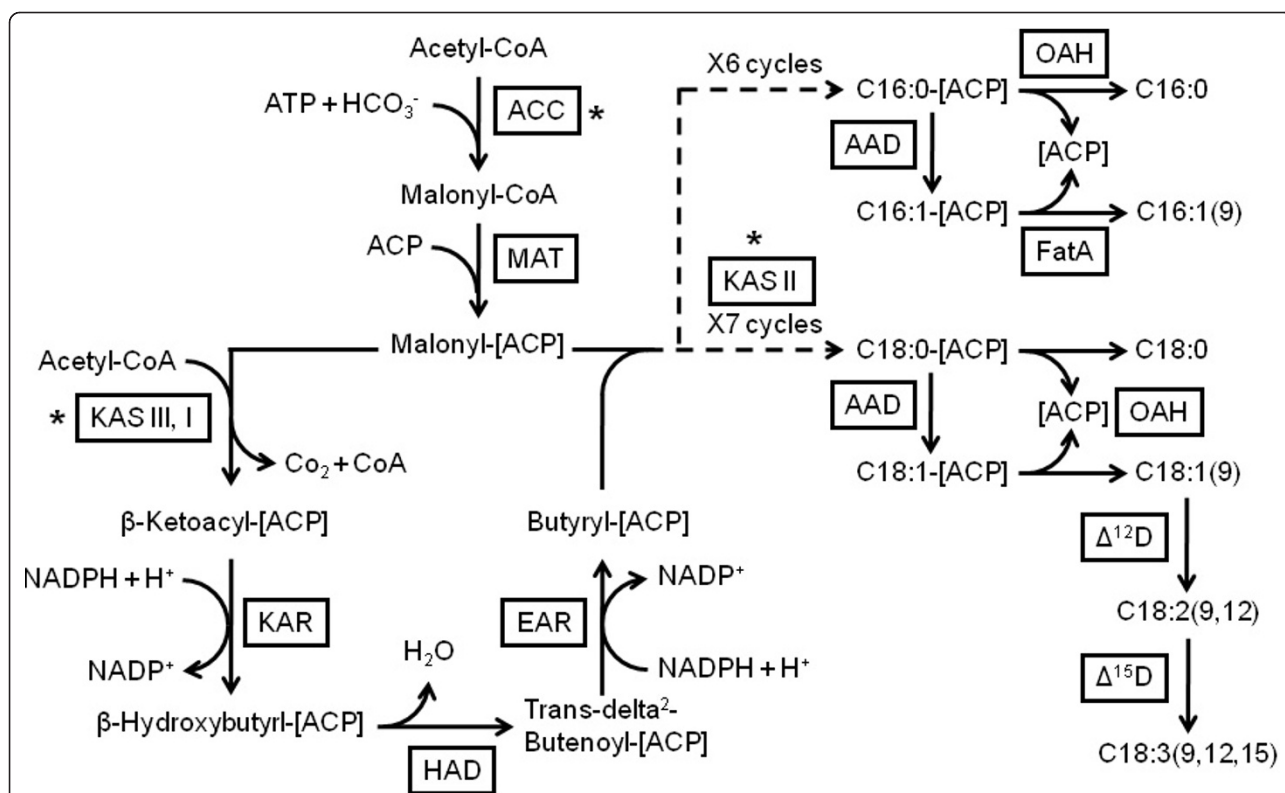 Acetyl-CoA
ATP + HCO₃⁻
ACC *
Malonyl-CoA
ACP
MAT
Malonyl-[ACP]
Acetyl-CoA
* KAS III, I
Co₂ + CoA
β-Ketoacyl-[ACP]
NADPH + H⁺
KAR
NADP⁺
β-Hydroxybutyrl-[ACP]
H₂O
HAD
Trans-delta²-
Butenoyl-[ACP]
NADPH + H⁺
EAR
NADP⁺
Butyryl-[ACP]
X6 cycles
C16:0-[ACP]
OAH
C16:0
AAD
[ACP]
C16:1-[ACP]
C16:1(9)
FatA
*
KAS II
X7 cycles
C18:0-[ACP]
C18:0
AAD
[ACP]
OAH
C18:1-[ACP]
C18:1(9)
Δ¹²D
C18:2(9,12)
Δ¹⁵D
C18:3(9,12,15)